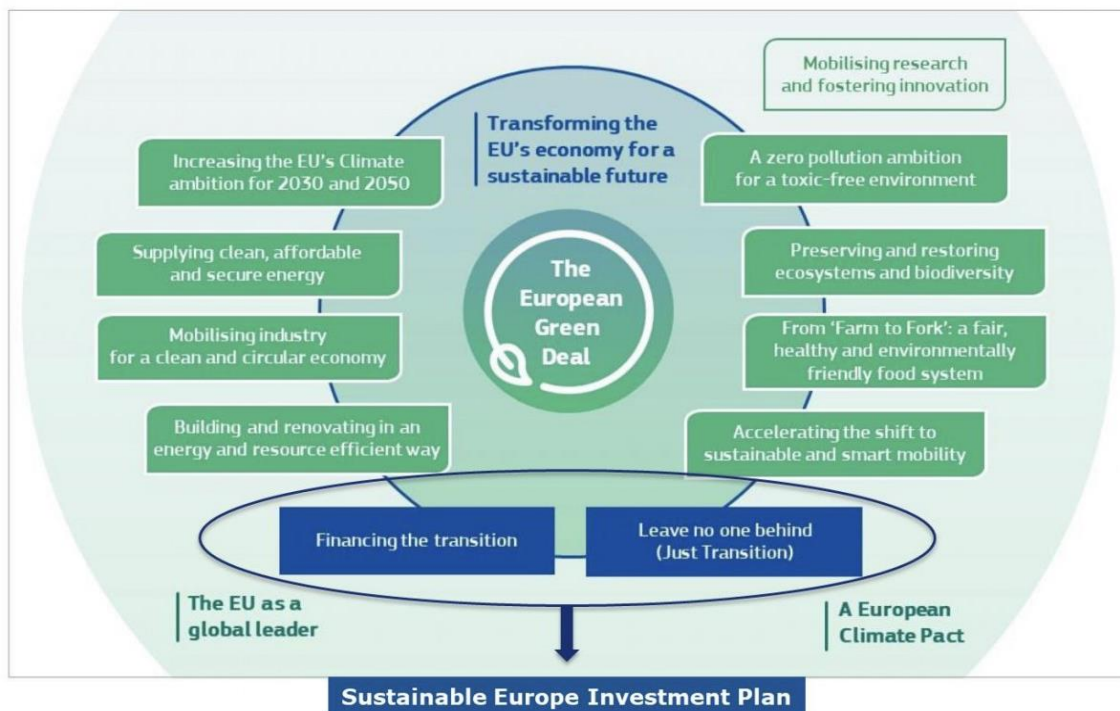 Mobilising research
and fostering innovation
Transforming the
EU's economy for a
sustainable future
Increasing the EU's Climate
ambition for 2030 and 2050
A zero pollution ambition
for a toxic-free environment
Supplying clean, affordable
and secure energy
The
European
Green
Deal
Preserving and restoring
ecosystems and biodiversity
Mobilising industry
for a clean and circular economy
From ‘Farm to Fork’: a fair,
healthy and environmentally
friendly food system
Building and renovating in an
energy and resource efficient way
Accelerating the shift to
sustainable and smart mobility
Financing the transition
Leave no one behind
(Just Transition)
The EU as a
global leader
A European
Climate Pact
Sustainable Europe Investment Plan